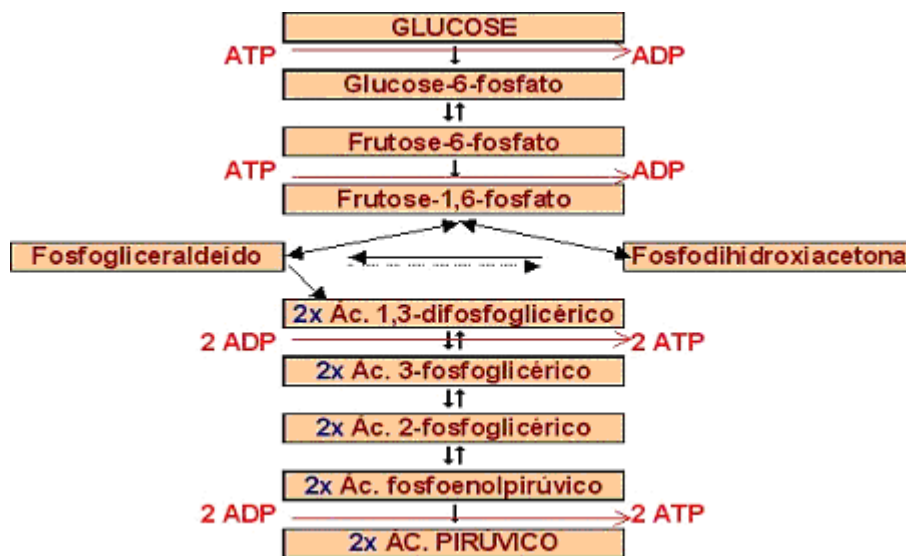 GLUCOSE
ATP ADP
Glucose-6-fosfato
Frutose-6-fosfato
ATP ADP
Frutose-1,6-fosfato
Fosfogliceraldeído Fosfodihidroxiacetona
2x Ác. 1,3-difosfoglicérico
2 ADP 2 ATP
2x Ác. 3-fosfoglicérico
2x Ác. 2-fosfoglicérico
2x Ác. fosfoenolpirúvico
2 ADP 2 ATP
2x ÁC. PIRÚVICO